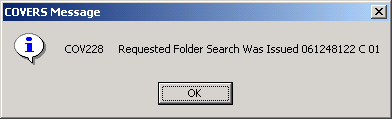 COVERS Message
COV228 Requested Folder Search Was Issued 061248122 C 01
OK